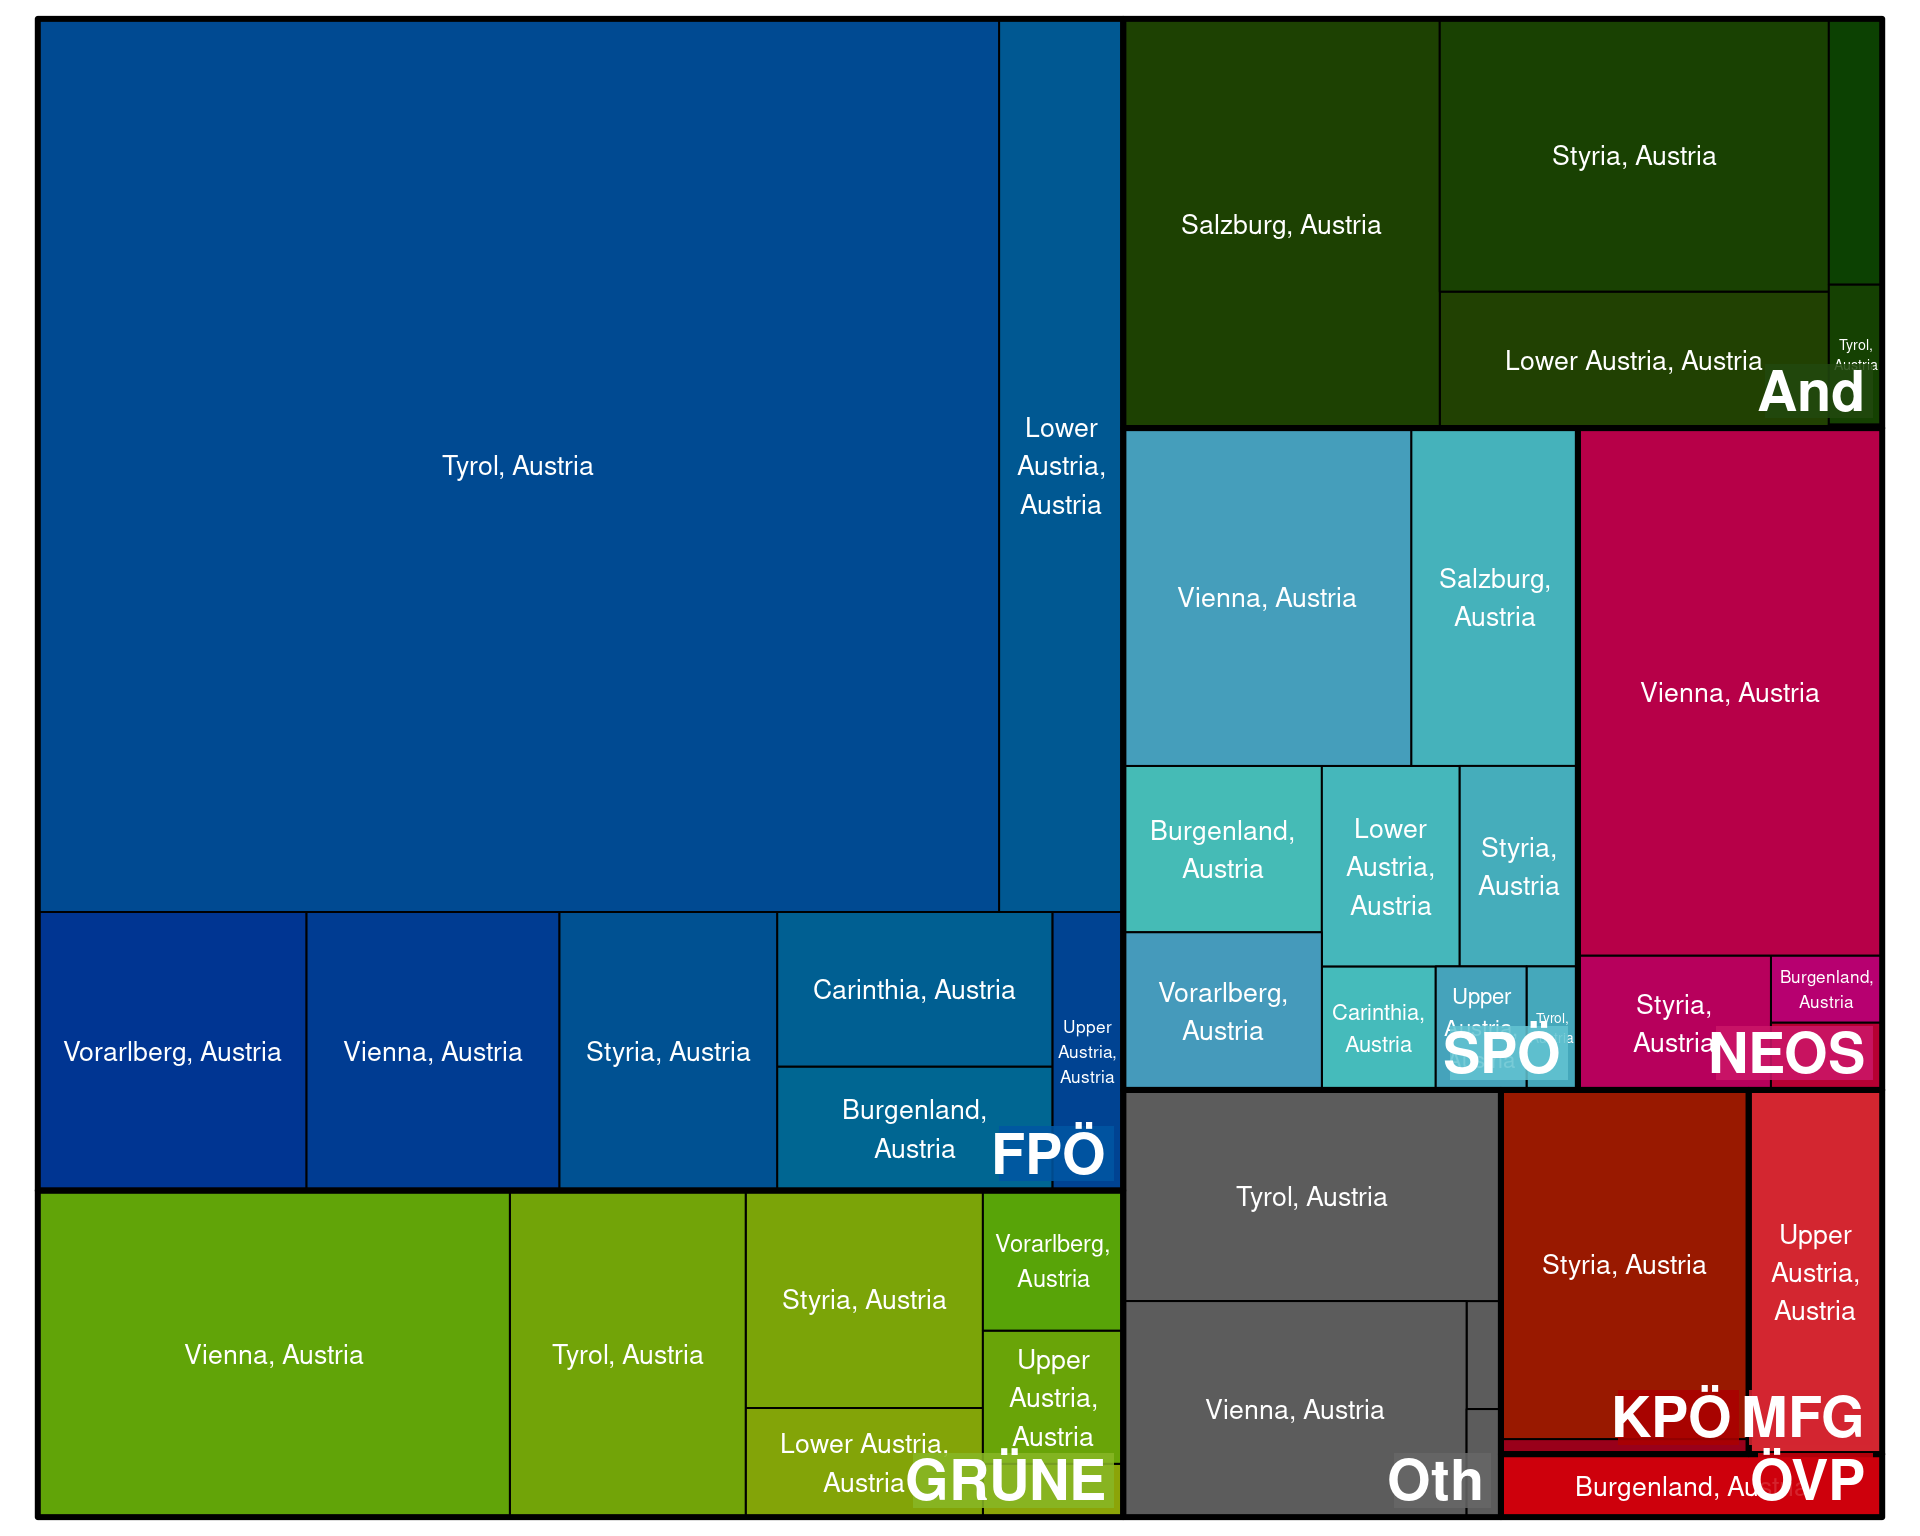 Tyrol, Austria
Lower
Austria,
Austria
Vorarlberg, Austria
Vienna, Austria
Styria, Austria
Carinthia, Austria
Burgenland,
Austria
Upper
Austria,
Austria
FPÖ
Vienna, Austria
Tyrol, Austria
Styria, Austria
Lower Austria,
Austria
Vorarlberg,
Austria
Upper
Austria,
Austria
GRÜNE
Salzburg, Austria
Styria, Austria
Lower Austria, Austria
Tyrol,
Austria
And
Vienna, Austria
Salzburg,
Austria
Burgenland,
Austria
Lower
Austria,
Austria
Styria,
Austria
Vorarlberg,
Austria
Carinthia,
Austria
Upper
Austria,
Austria
Tyrol,
SPÖ
Vienna, Austria
Styria,
Austria
Burgenland,
Austria
NEOS
Tyrol, Austria
Vienna, Austria
Oth
Styria, Austria
KPÖ
Upper
Austria,
Austria
MFG
Burgenland, Austria
ÖVP